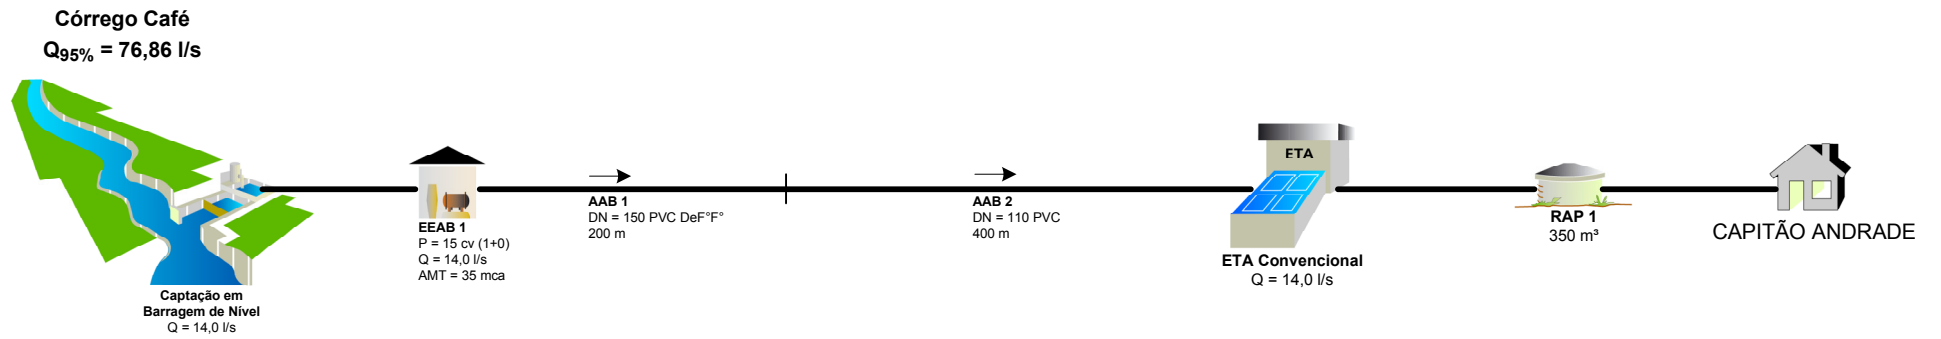 Córrego Café
Q95% = 76,86 l/s
Captação em
Barragem de Nível
Q = 14,0 l/s
EEAB 1
P = 15 cv (1+0)
Q = 14,0 l/s
AMT = 35 mca
AAB 1
DN = 150 PVC DeF°F°
200 m
AAB 2
DN = 110 PVC
400 m
ETA
ETA Convencional
Q = 14,0 l/s
RAP 1
350 m³
CAPITÃO ANDRADE